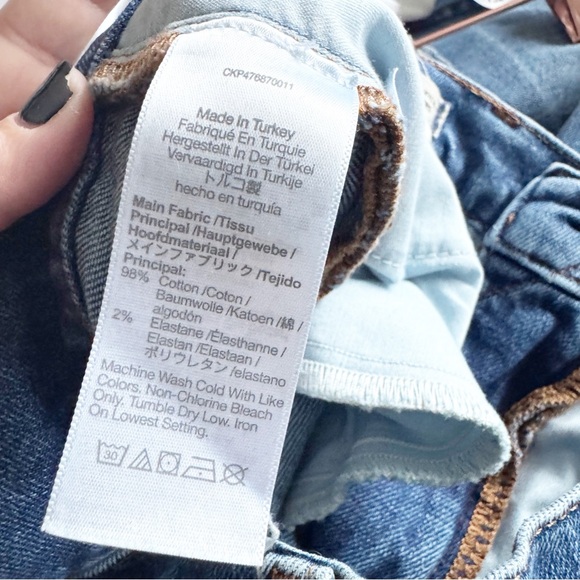 CKP476870011
Made In Turkey
Fabriqué En Turquie
Hergestellt In Der Türkei
Vervaardigd In Turkije
トルコ製
hecho en turquía
Main Fabric /Tissu
Principal /Hauptgewebe /
Hoofdmateriaal /
メインファブリック /Tejido
Principal:
98% Cotton /Coton /
Baumwolle /Katoen /綿 /
algodón
2% Elastane /Élasthanne /
Elastan /Elastaan /
ポリウレタン /elastano
Machine Wash Cold With Like
Colors. Non-Chlorine Bleach
Only. Tumble Dry Low. Iron
On Lowest Setting.
30